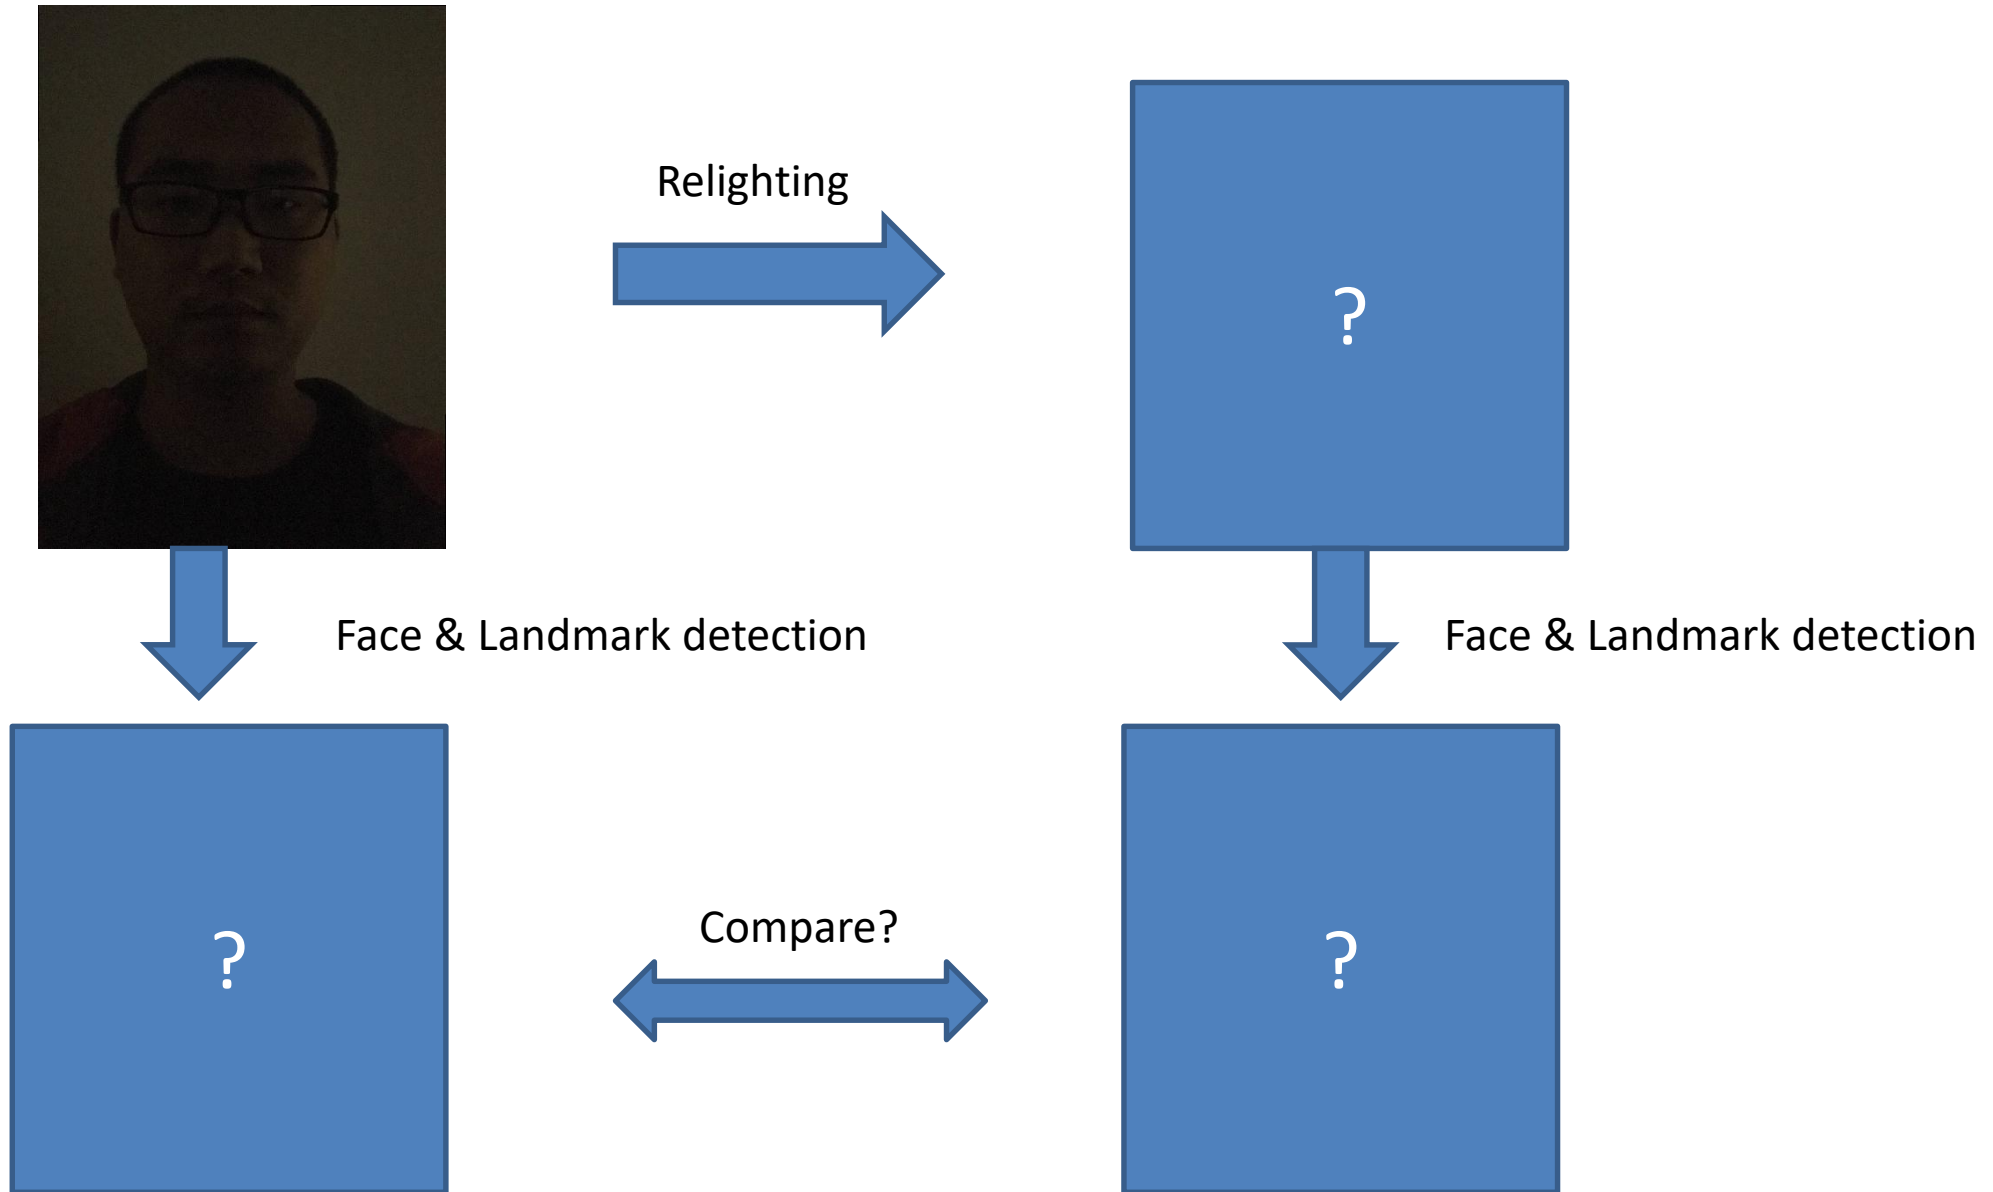 Relighting
?
Face & Landmark detection
Face & Landmark detection
?
Compare?
?